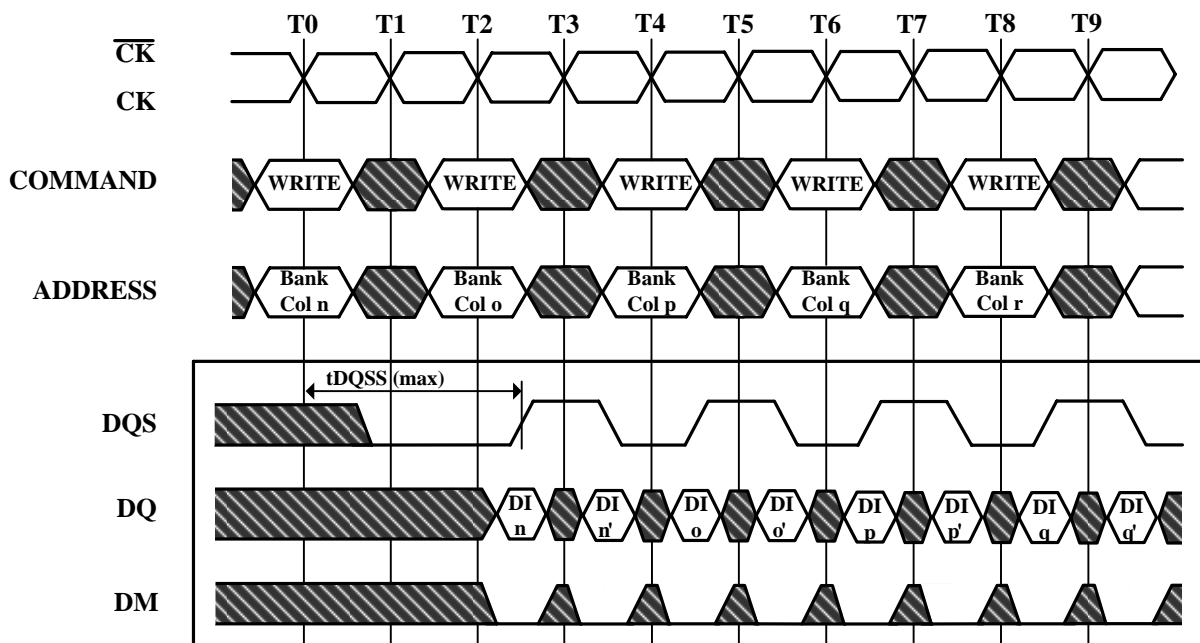 T0 T1 T2 T3 T4 T5 T6 T7 T8 T9
CK
CK
COMMAND WRITE WRITE WRITE WRITE WRITE
ADDRESS Bank Bank Bank Bank Bank
Col n Col o Col p Col q Col r
tDQSS (max)
DQS
DQ DI DI DI DI DI DI DI DI
n n' o o' p p' q q'
DM